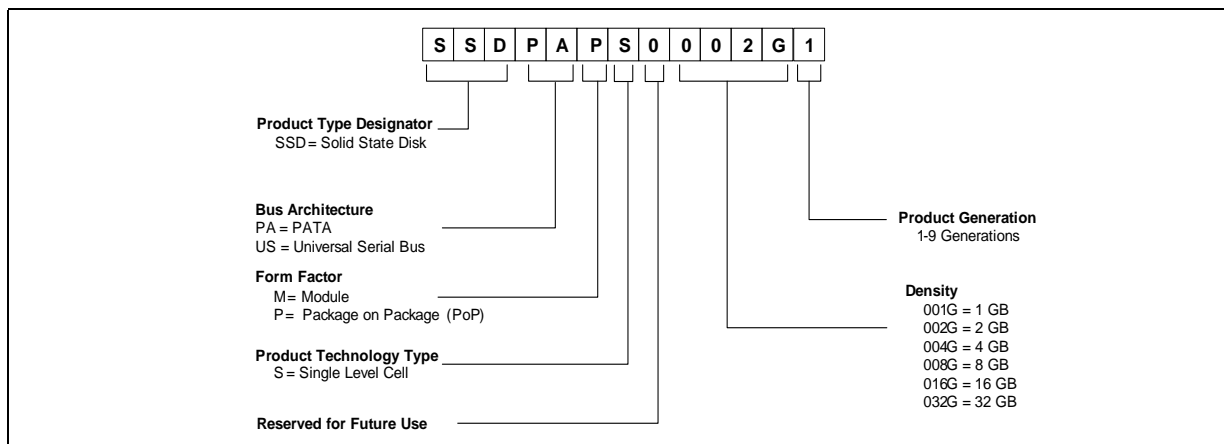 S S D P A P S 0 0 0 2 G 1
Product Type Designator
SSD= Solid State Disk
Bus Architecture
PA = PATA
US = Universal Serial Bus
Form Factor
M= Module
P= Package on Package (PoP)
Product Technology Type
S= Single Level Cell
Reserved for Future Use
Product Generation
1-9 Generations
Density
001G = 1 GB
002G = 2 GB
004G = 4 GB
008G = 8 GB
016G = 16 GB
032G = 32 GB